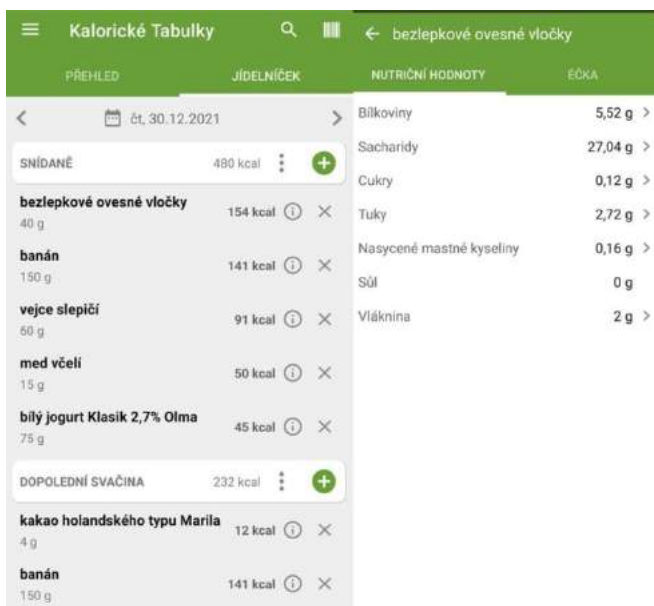 Kalorické Tabulky
PŘEHLED
JÍDELNÍČEK
čt, 30.12.2021
SNÍDANĚ 480 kcal
bezlepkové ovesné vločky 154 kcal
40 g
banán 141 kcal
150 g
vejce slepičí 91 kcal
60 g
med včelí 50 kcal
15 g
bílý jogurt Klasik 2,7% Olma 45 kcal
75 g
DOPOLEDNÍ SVAČINA 232 kcal
kakao holandského typu Marila 12 kcal
4 g
banán 141 kcal
150 g
bezlepkové ovesné vločky
NUTRIČNÍ HODNOTY
ÉČKA
Bílkoviny 5,52 g
Sacharidy 27,04 g
Cukry 0,12 g
Tuky 2,72 g
Nasycené mastné kyseliny 0,16 g
Sůl 0 g
Vláknina 2 g